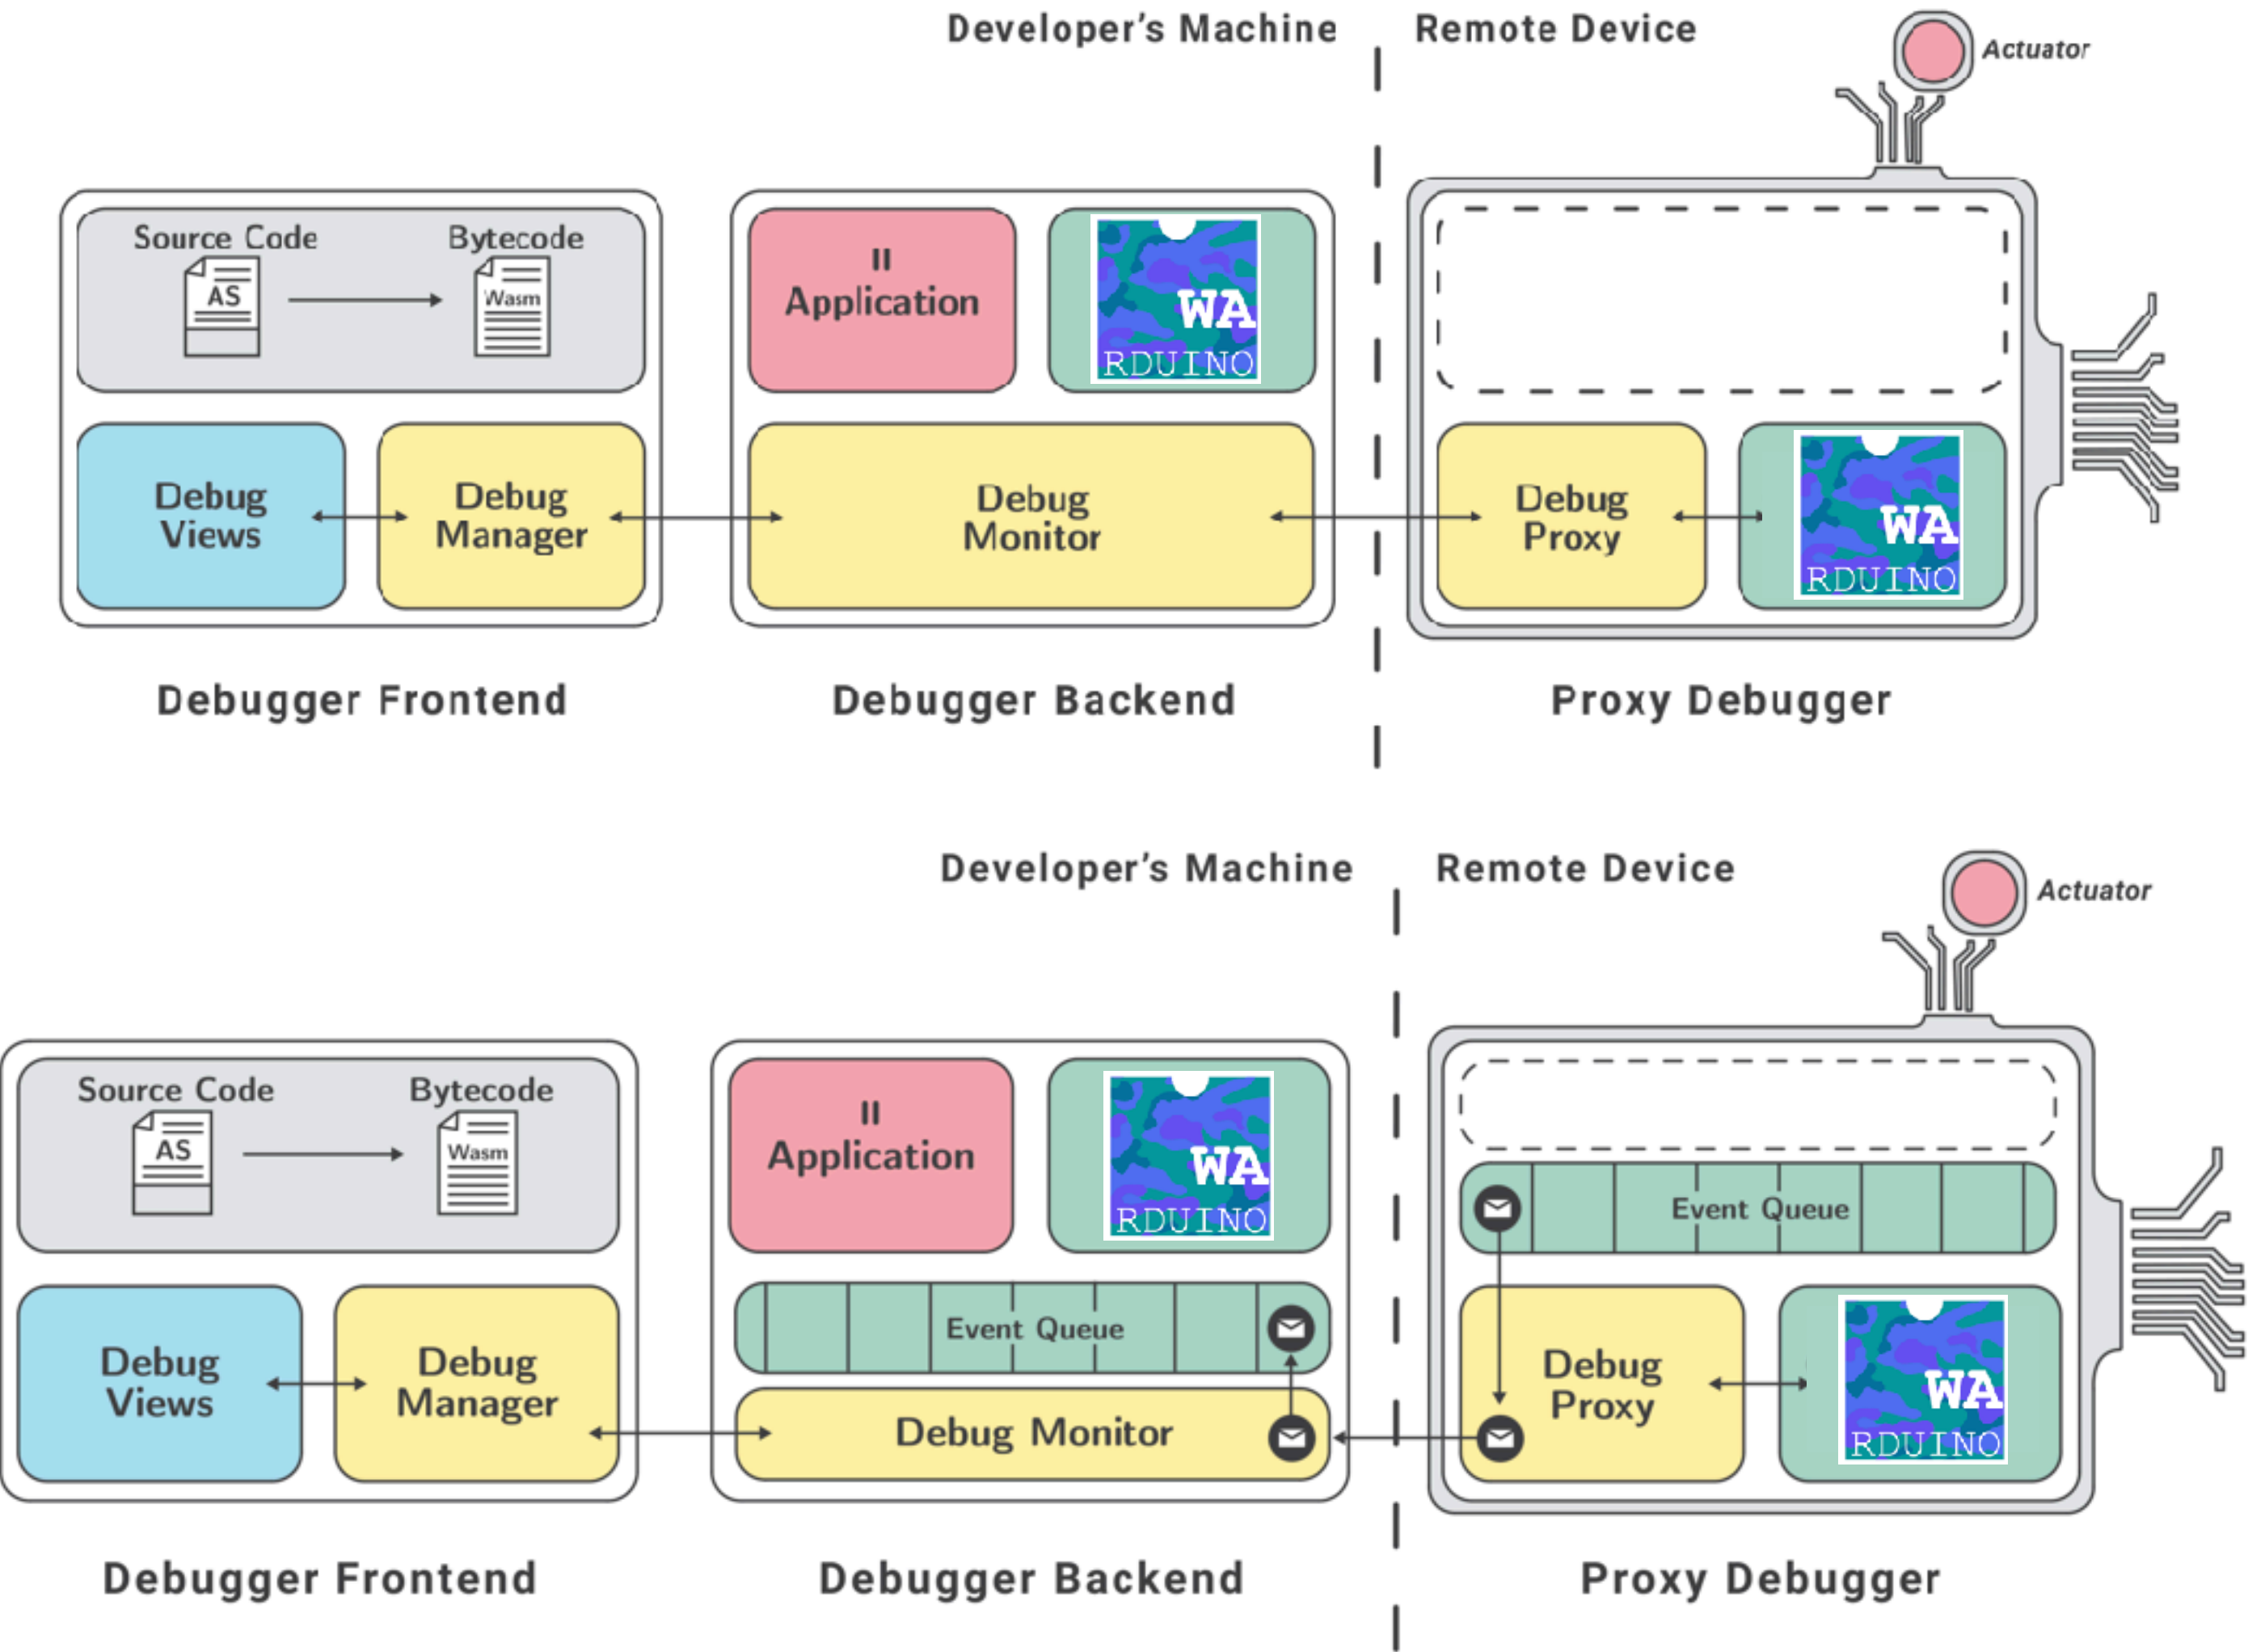 Developer's Machine
Remote Device
Actuator
Source Code
Bytecode
AS
Wasm
Application
WA
RDUINO
Debug
Views
Debug
Manager
Debug
Monitor
Debug
Proxy
WA
RDUINO
Debugger Frontend
Debugger Backend
Proxy Debugger
Developer's Machine
Remote Device
Actuator
Source Code
Bytecode
AS
Wasm
Application
WA
RDUINO
Event Queue
Event Queue
Debug
Views
Debug
Manager
Debug Monitor
Debug
Proxy
WA
RDUINO
Debugger Frontend
Debugger Backend
Proxy Debugger